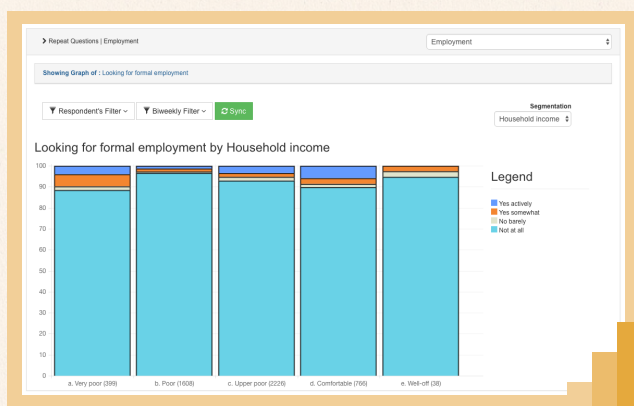 Repeat Questions | Employment
Employment
Showing Graph of : Looking for formal employment
Respondent's Filter
Biweekly Filter
Sync
Segmentation
Household income
Looking for formal employment by Household income
Legend
Yes actively
Yes somewhat
No barely
Not at all
100
90
80
70
60
50
40
30
20
10
0
a. Very poor (399)
b. Poor (1608)
c. Upper poor (2226)
d. Comfortable (766)
e. Well-off (38)